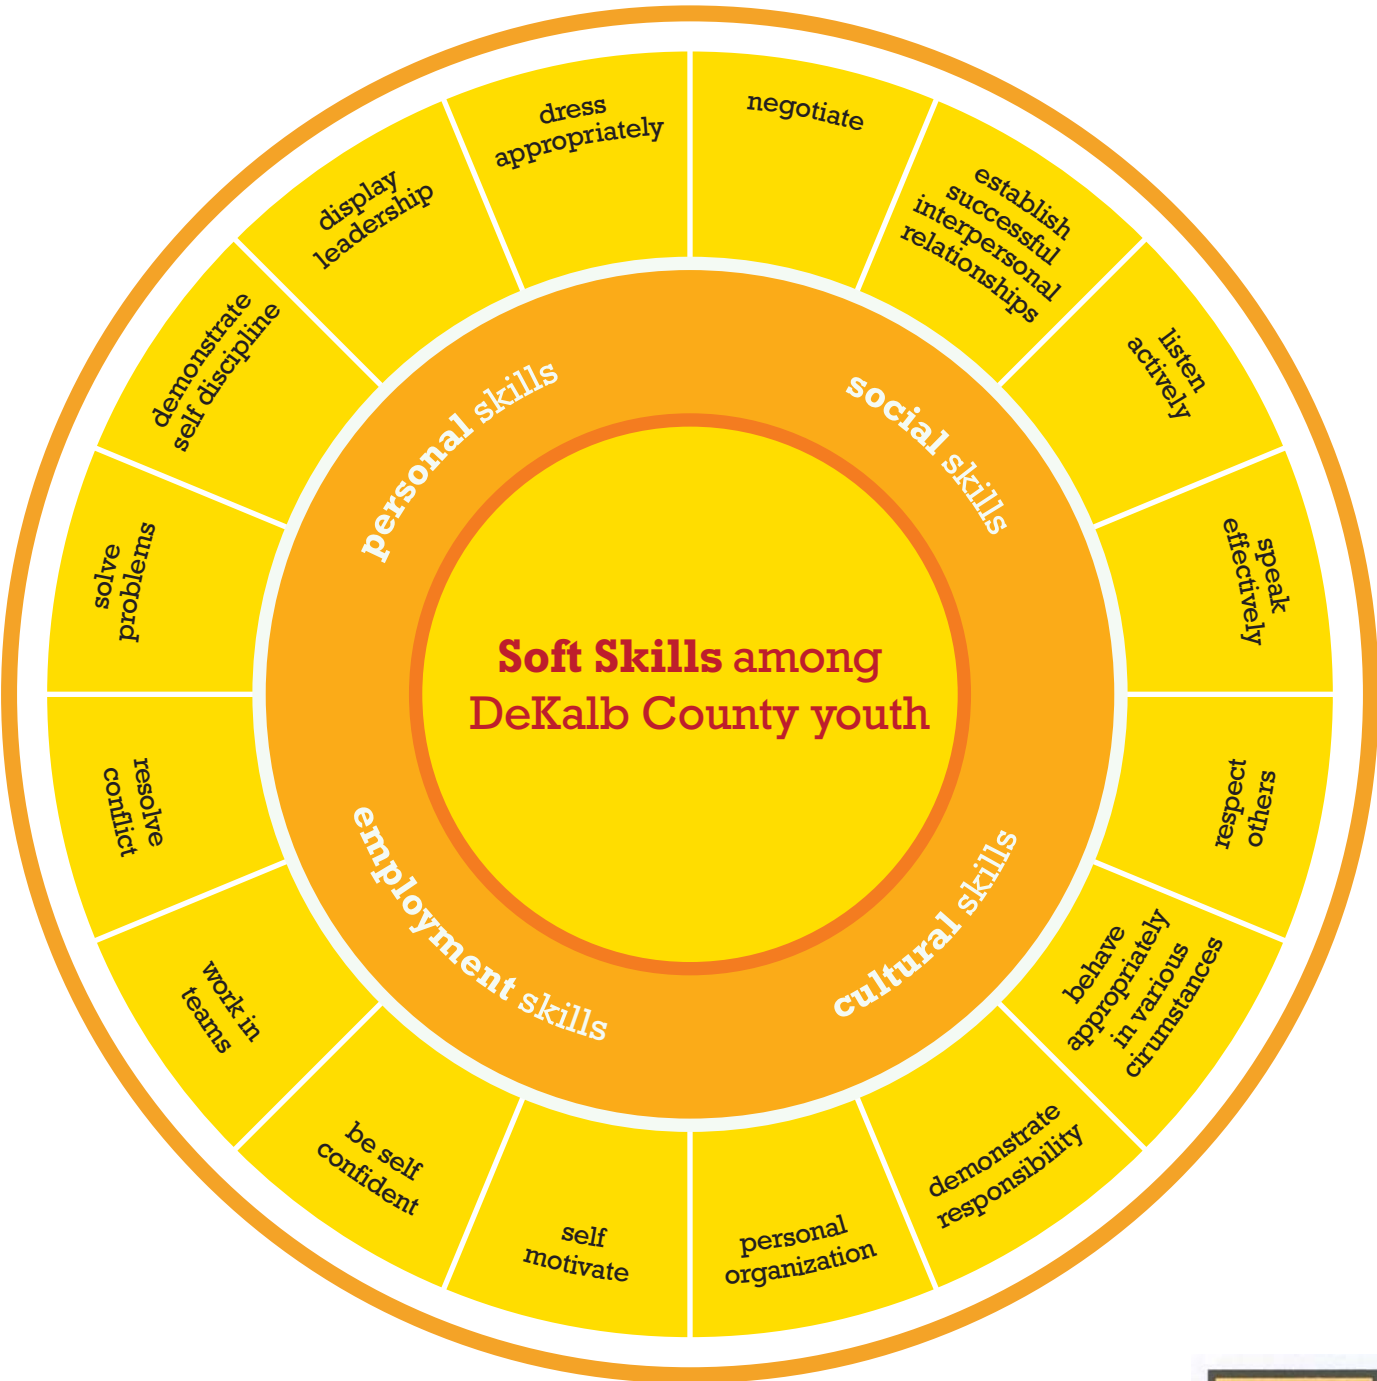 Soft Skills among
DeKalb County youth
personal skills
social skills
cultural skills
employment skills
negotiate
establish
successful
interpersonal
relationships
listen
actively
speak
effectively
respect
others
behave
appropriately
in various
cirumstances
demonstrate
responsibility
personal
organization
self
motivate
be self
confident
work in
teams
resolve
conflict
solve
problems
demonstrate
self discipline
display
leadership
dress
appropriately